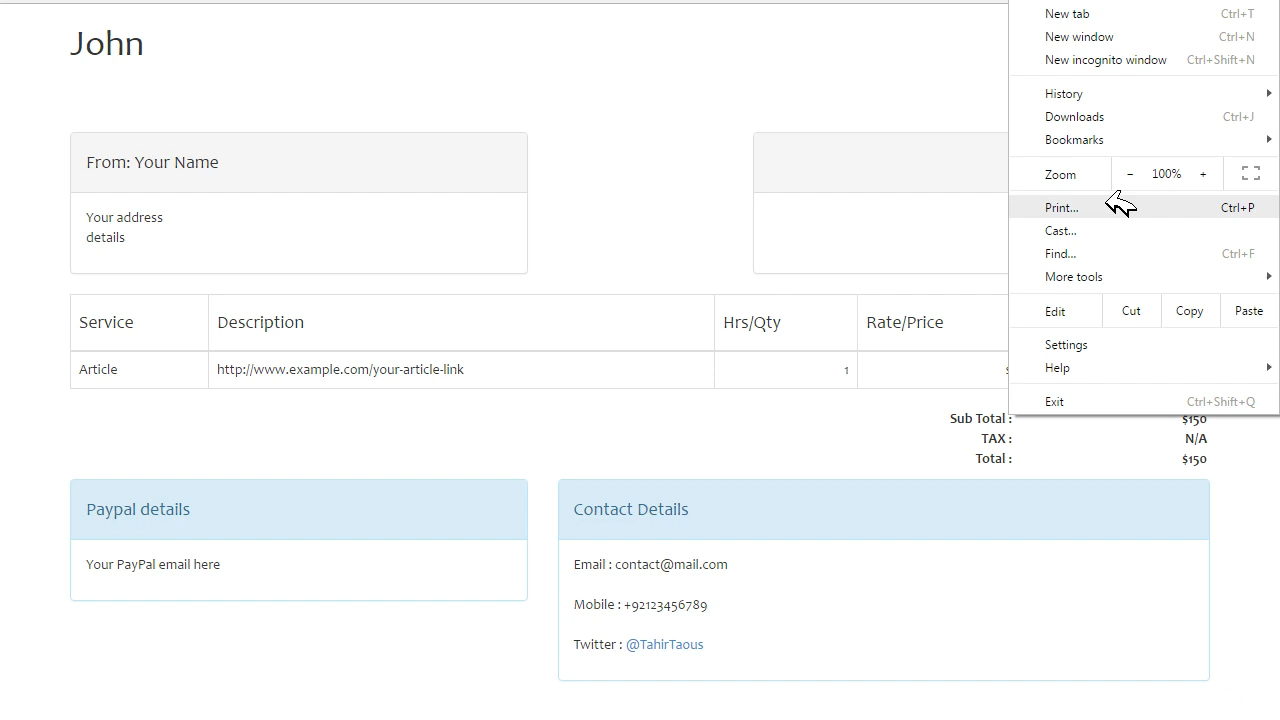 John
From: Your Name
Your address
details
Service Description Hrs/Qty Rate/Price
Article http://www.example.com/your-article-link 1
Sub Total : $150
TAX : N/A
Total : $150
Paypal details
Your PayPal email here
Contact Details
Email : contact@mail.com
Mobile : +92123456789
Twitter : @TahirTaous
New tab Ctrl+T
New window Ctrl+N
New incognito window Ctrl+Shift+N
History
Downloads Ctrl+J
Bookmarks
Zoom - 100% +
Print... Ctrl+P
Cast...
Find... Ctrl+F
More tools
Edit Cut Copy Paste
Settings
Help
Exit Ctrl+Shift+Q